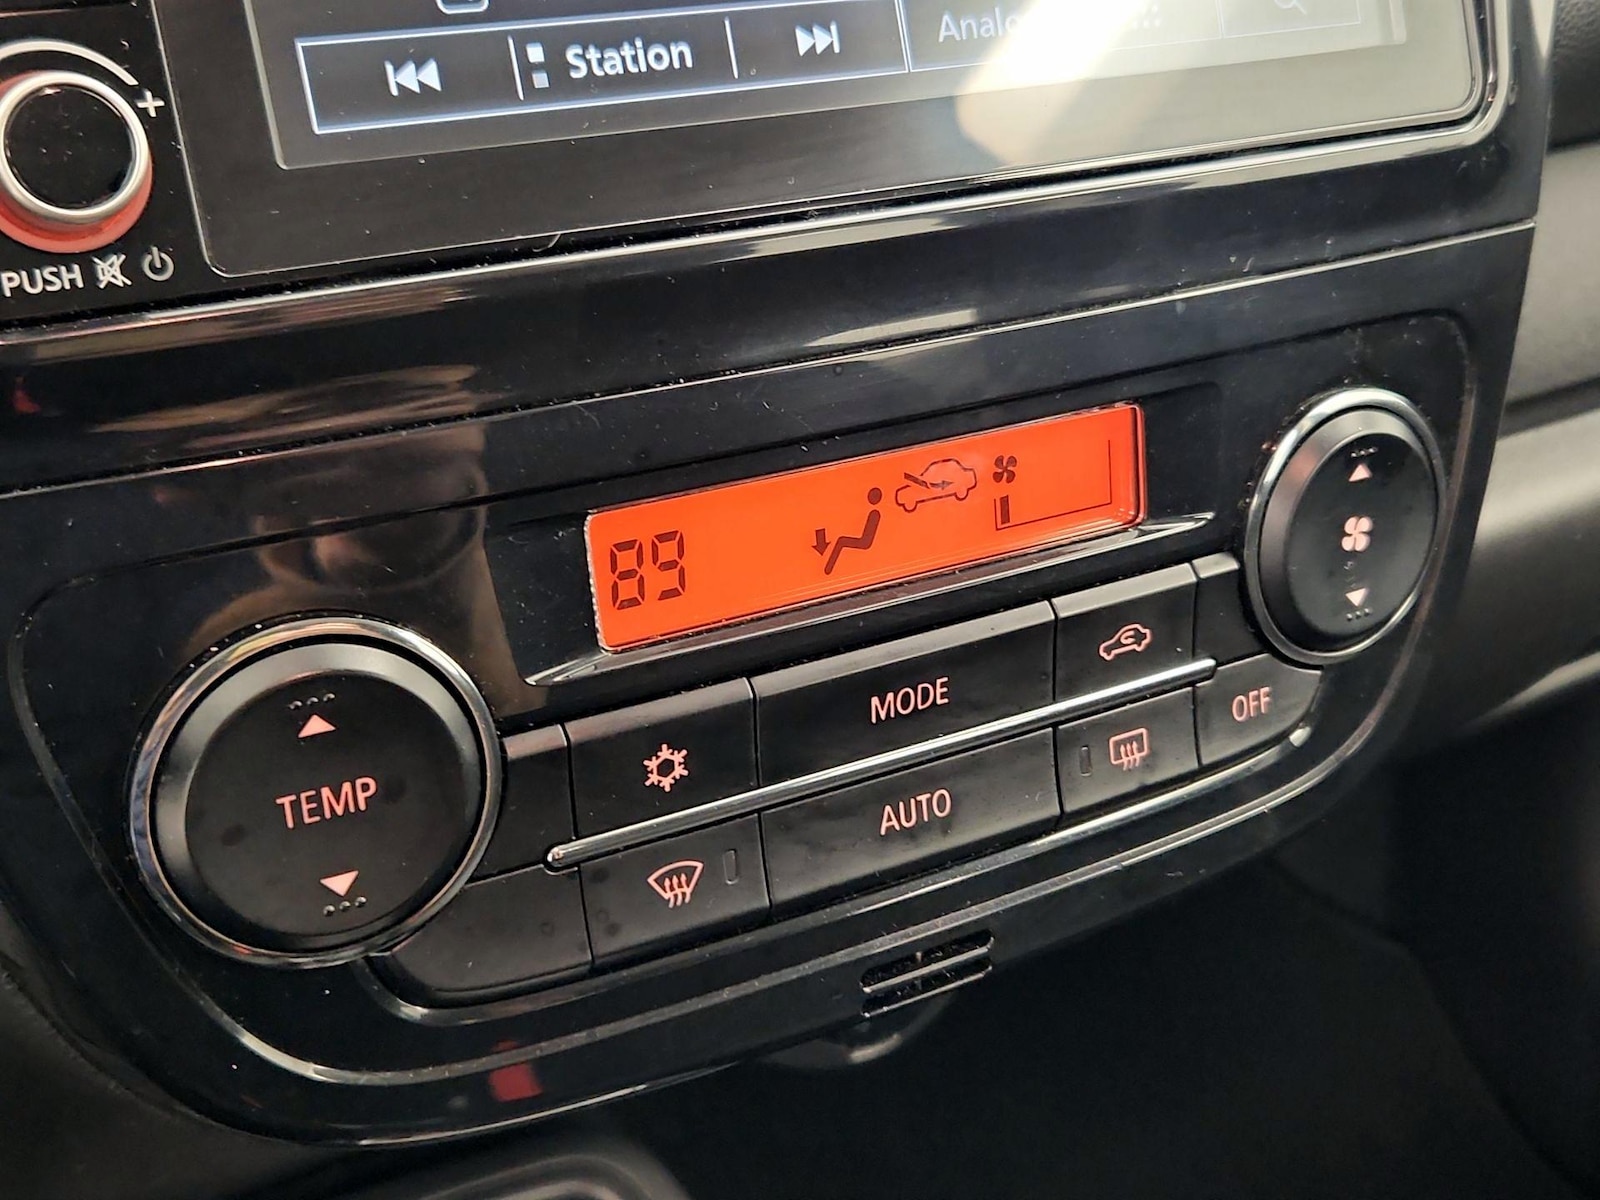 Station
+
PUSH
89
MODE
OFF
TEMP
AUTO